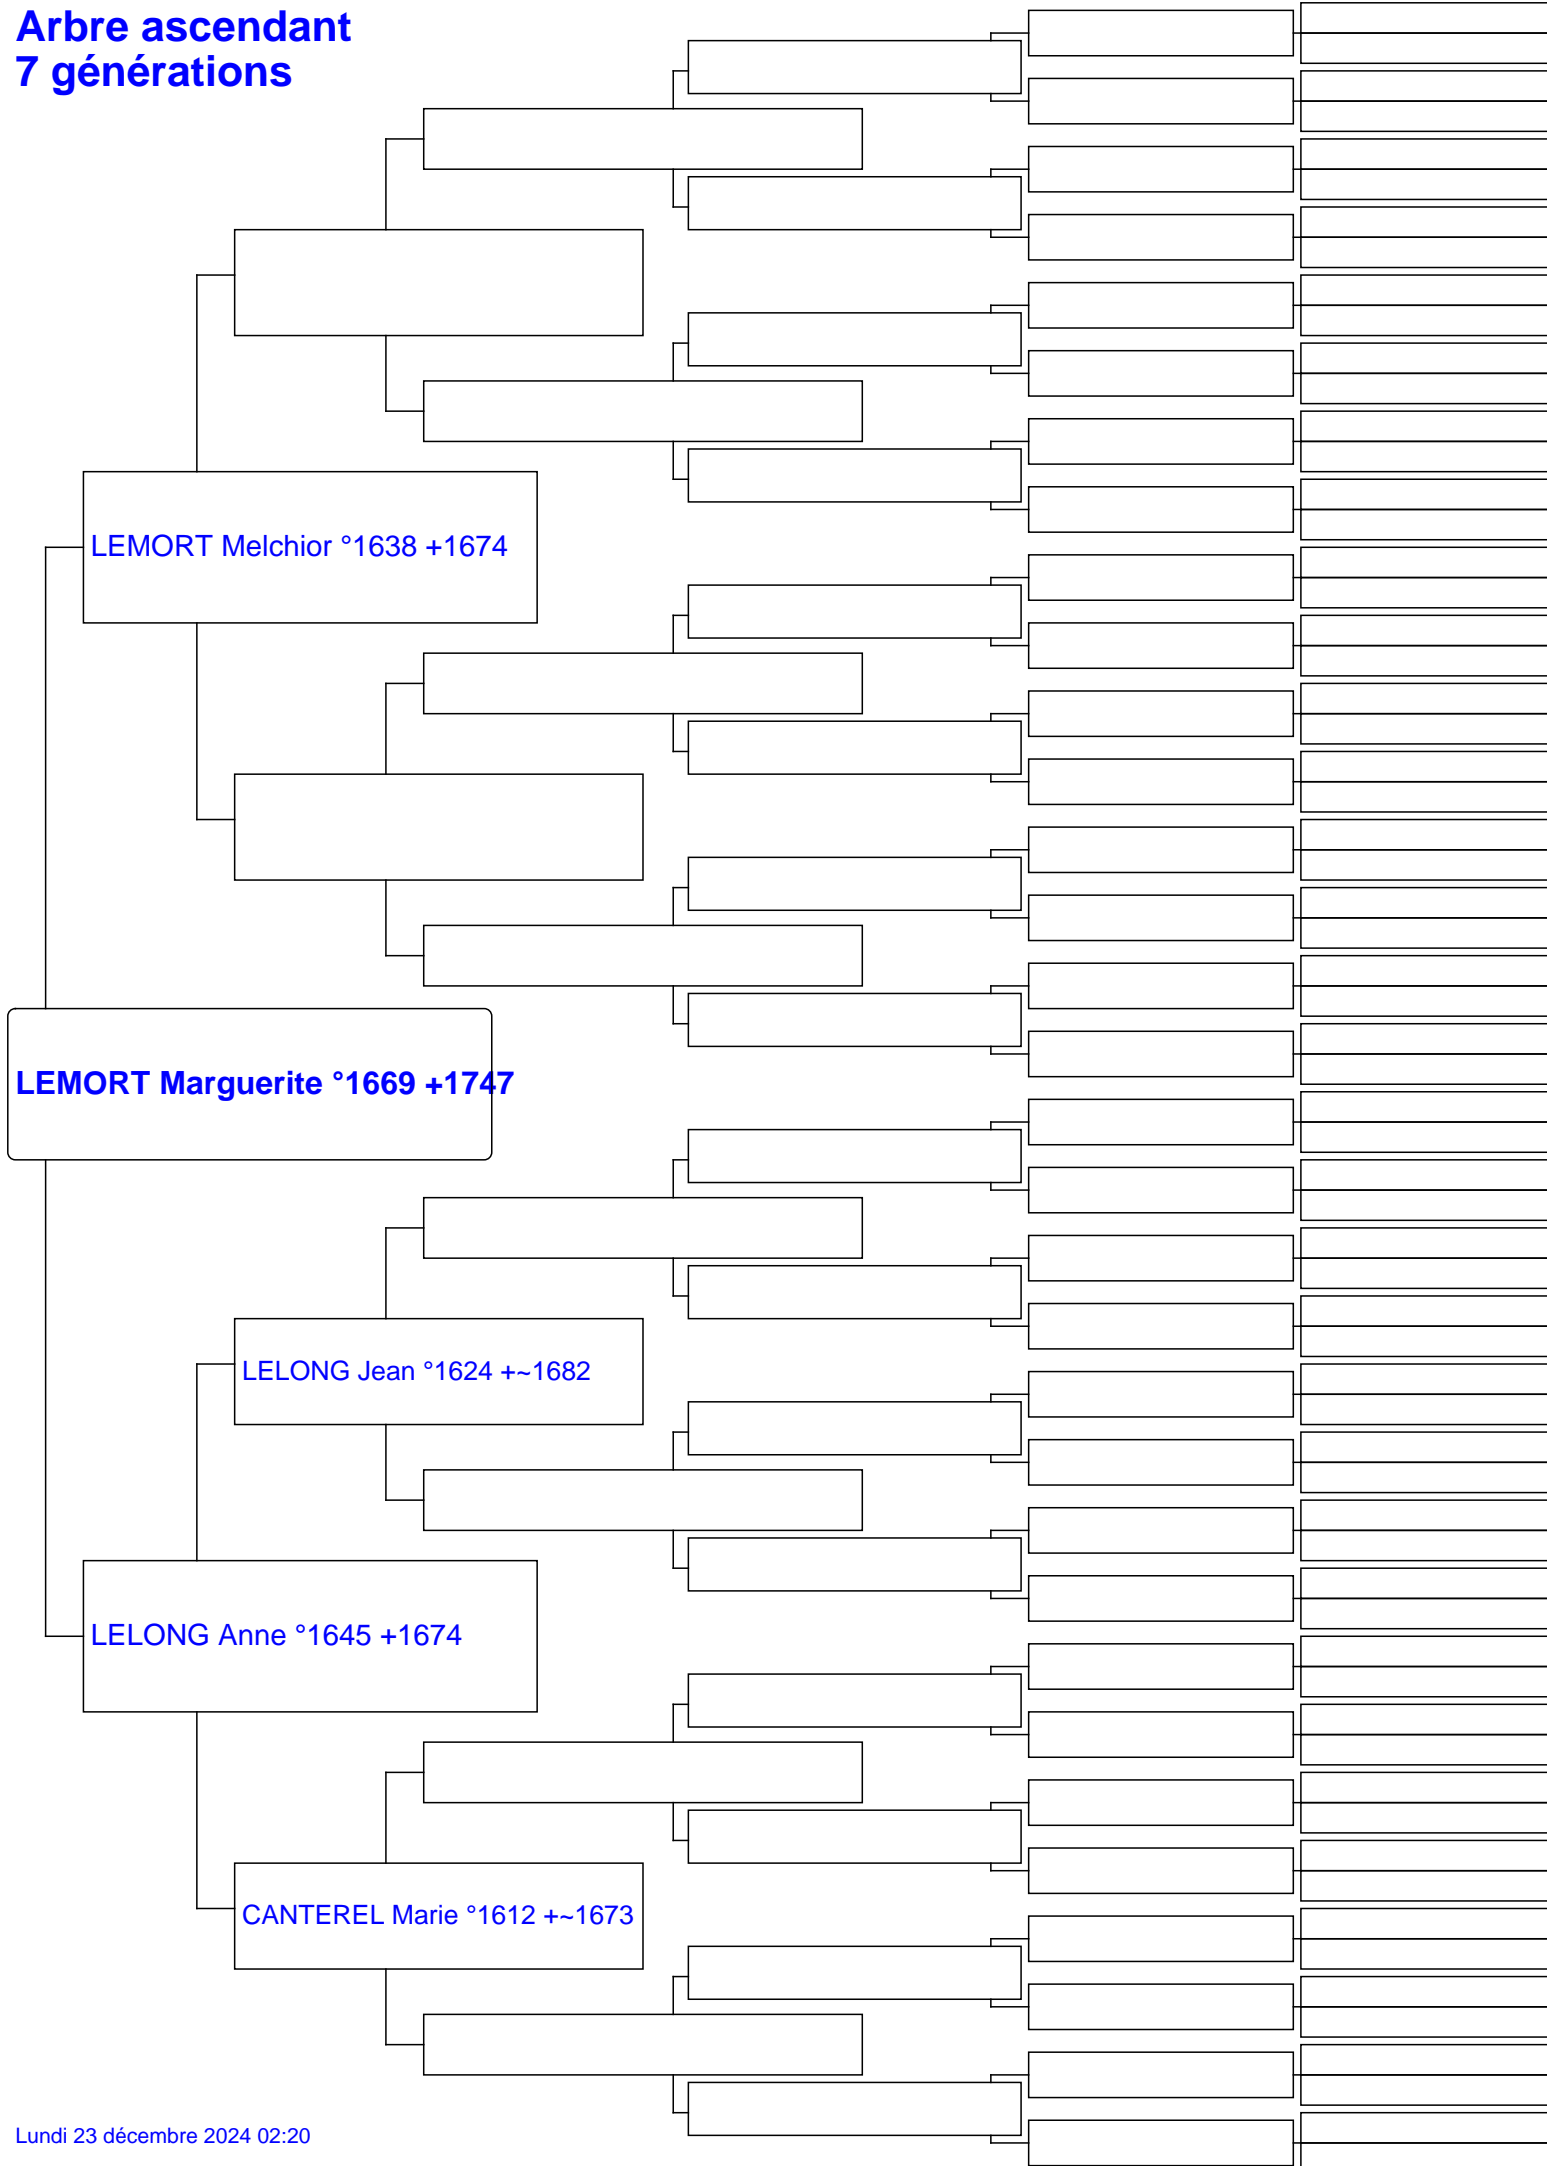 Arbre ascendant
7 générations
LEMORT Melchior °1638 +1674
LEMORT Marguerite °1669 +1747
LELONG Jean °1624 +~1682
LELONG Anne °1645 +1674
CANTEREL Marie °1612 +~1673
Lundi 23 décembre 2024 02:20